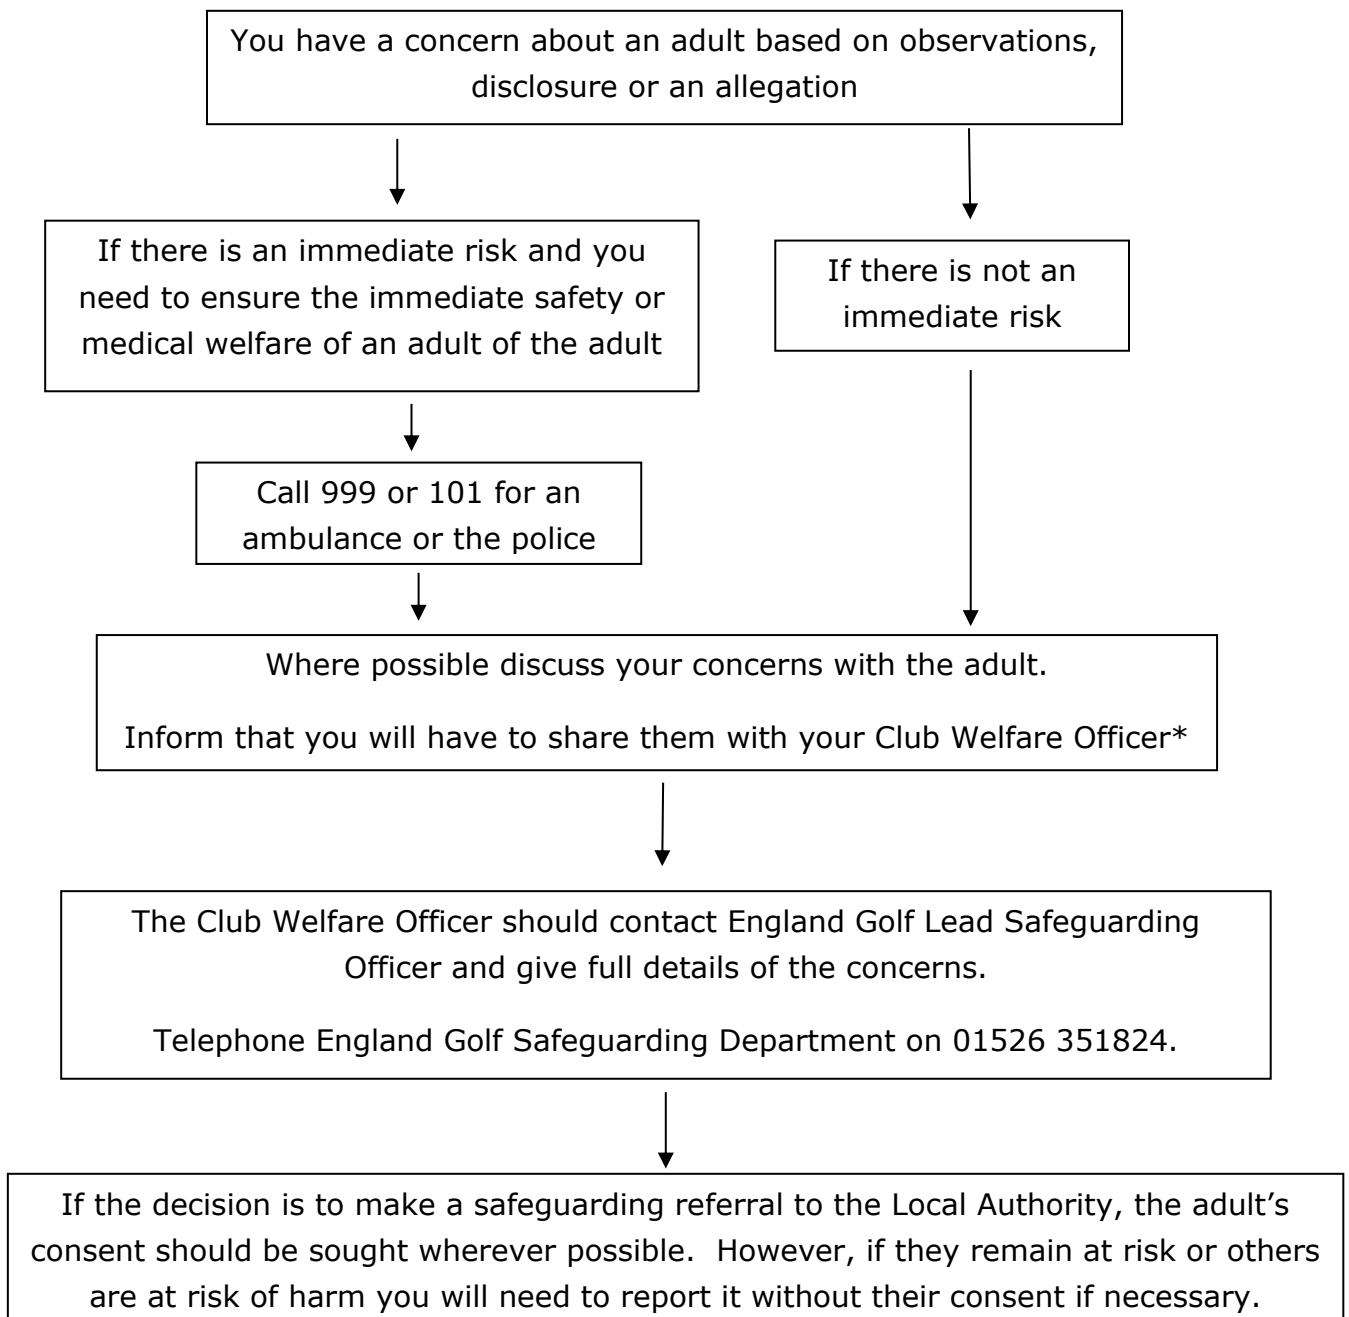 You have a concern about an adult based on observations,
disclosure or an allegation
If there is an immediate risk and you
need to ensure the immediate safety or
medical welfare of an adult of the adult
If there is not an
immediate risk
Call 999 or 101 for an
ambulance or the police
Where possible discuss your concerns with the adult.
Inform that you will have to share them with your Club Welfare Officer*
The Club Welfare Officer should contact England Golf Lead Safeguarding
Officer and give full details of the concerns.
Telephone England Golf Safeguarding Department on 01526 351824.
If the decision is to make a safeguarding referral to the Local Authority, the adult’s
consent should be sought wherever possible.  However, if they remain at risk or others
are at risk of harm you will need to report it without their consent if necessary.